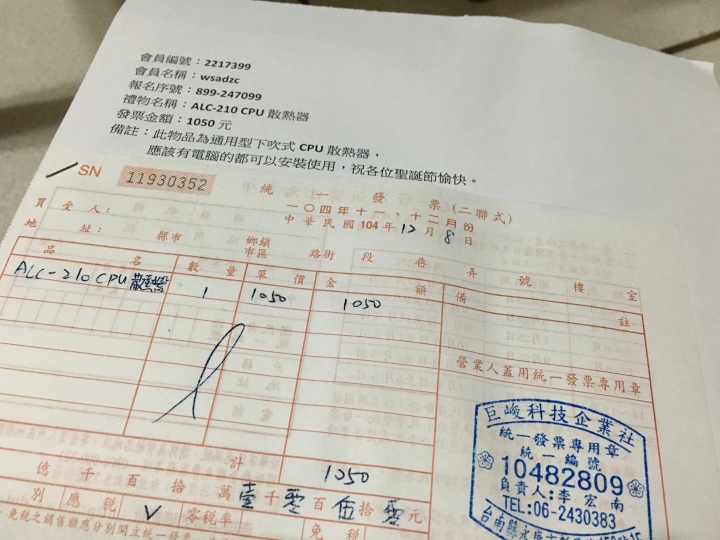 會員編號：2217399
會員名稱：wsadzc
報名序號：899-247099
禮物名稱：ALC-210 CPU 散熱器
發票金額：1050 元
備註：此物品為通用型下吹式 CPU 散熱器，
應該有電腦的都可以安裝使用，祝各位聖誕節愉快。
SN 11930352
統一發票（二聯式）
一○四年十一、十二月份
中華民國104年12月8日
買受人：
地址： 縣市 鄉鎮市區 路街 段 巷 弄 號 樓 室
品名 數量 單價 金額 備註
ALC-210 CPU 散熱器 1 1050 1050
營業人蓋用統一發票專用章
總計 1050
億千百拾萬壹千零百伍拾零元
別 應稅 V 零稅率 免稅
巨峻科技企業社
統一發票專用章
統一編號
10482809
負責人：李宏南
TEL:06-2430383